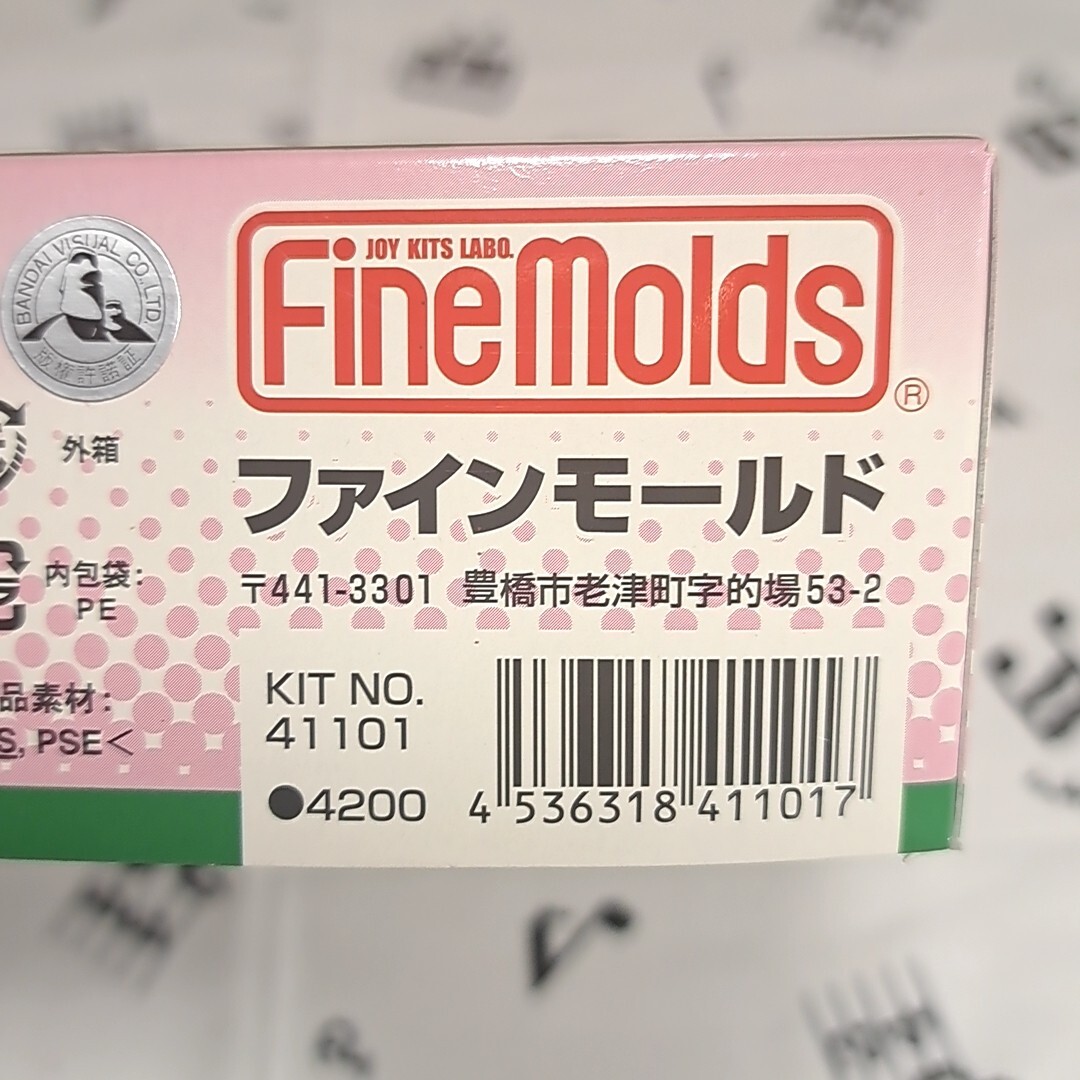 BANDAI VISUAL CO.,LTD.
版権許諾証
JOY KITS LABO.
FineMolds
®
ファインモールド
〒441-3301 豊橋市老津町字的場53-2
外箱
内包袋:
PE
品素材:
S, PSE<
KIT NO.
41101
●4200
4 536318 411017